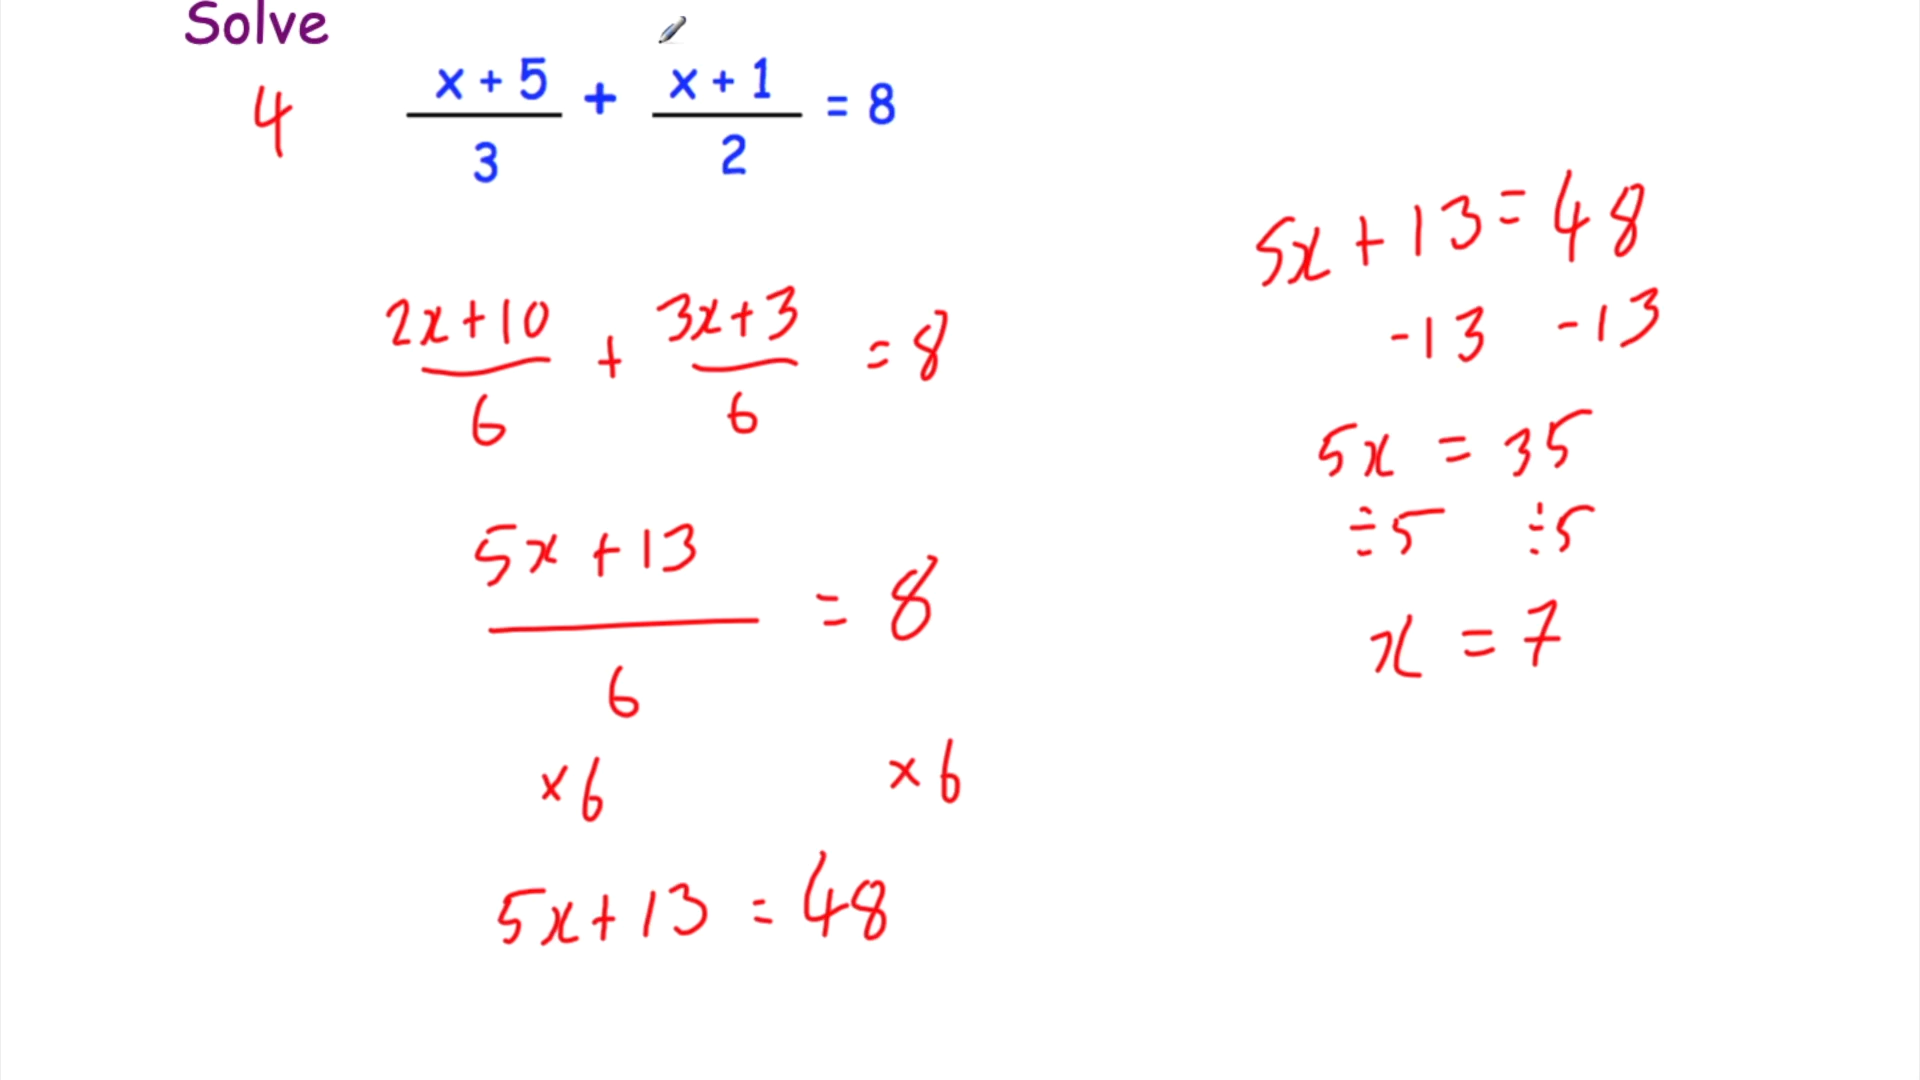 Solve
4
x + 5 + x + 1 = 8
3 2
2x+10 + 3x+3 = 8
6 6
5x + 13 = 8
6
×6 ×6
5x+13 = 48
5x+13=48
-13 -13
5x = 35
÷5 ÷5
x = 7